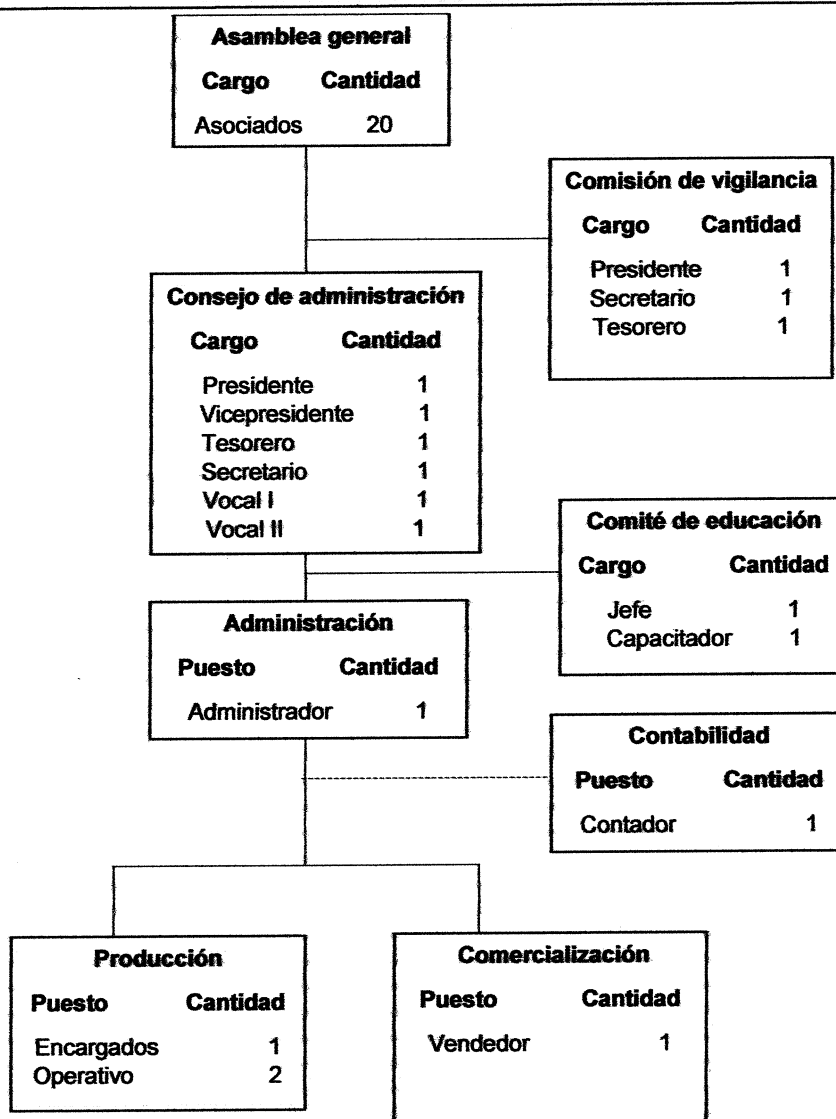 Asamblea general
Cargo Cantidad
Asociados 20
Comisión de vigilancia
Cargo Cantidad
Presidente 1
Secretario 1
Tesorero 1
Consejo de administración
Cargo Cantidad
Presidente 1
Vicepresidente 1
Tesorero 1
Secretario 1
Vocal I 1
Vocal II 1
Comité de educación
Cargo Cantidad
Jefe 1
Capacitador 1
Administración
Puesto Cantidad
Administrador 1
Contabilidad
Puesto Cantidad
Contador 1
Producción
Puesto Cantidad
Encargados 1
Operativo 2
Comercialización
Puesto Cantidad
Vendedor 1